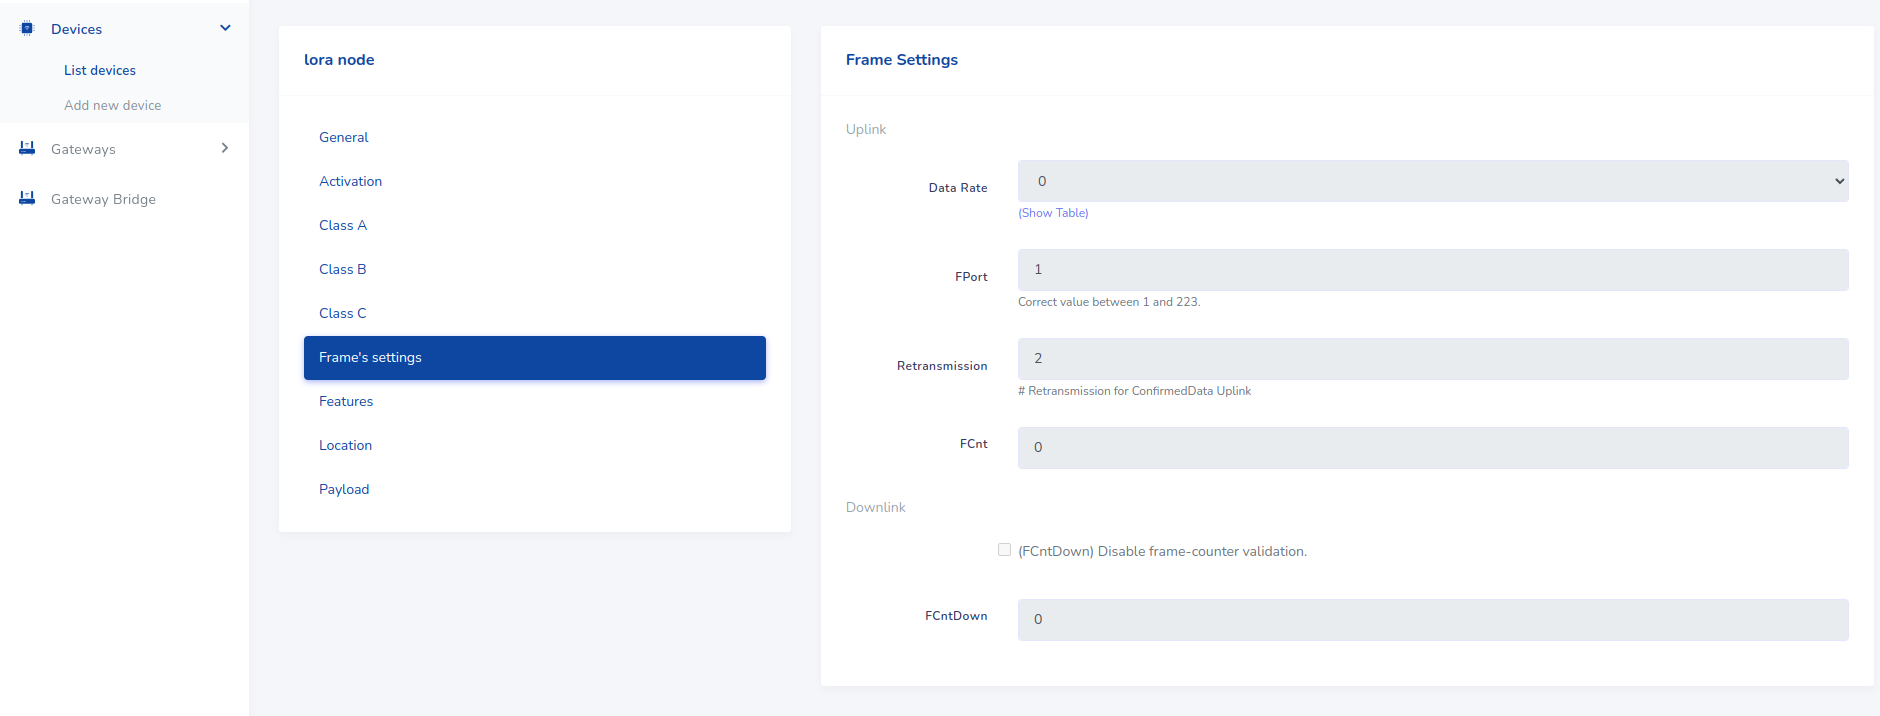 Devices
List devices
Add new device
Gateways
Gateway Bridge
lora node
General
Activation
Class A
Class B
Class C
Frame's settings
Features
Location
Payload
Frame Settings
Uplink
Data Rate
0
(Show Table)
FPort
1
Correct value between 1 and 223.
Retransmission
2
# Retransmission for ConfirmedData Uplink
FCnt
0
Downlink
(FCntDown) Disable frame-counter validation.
FCntDown
0